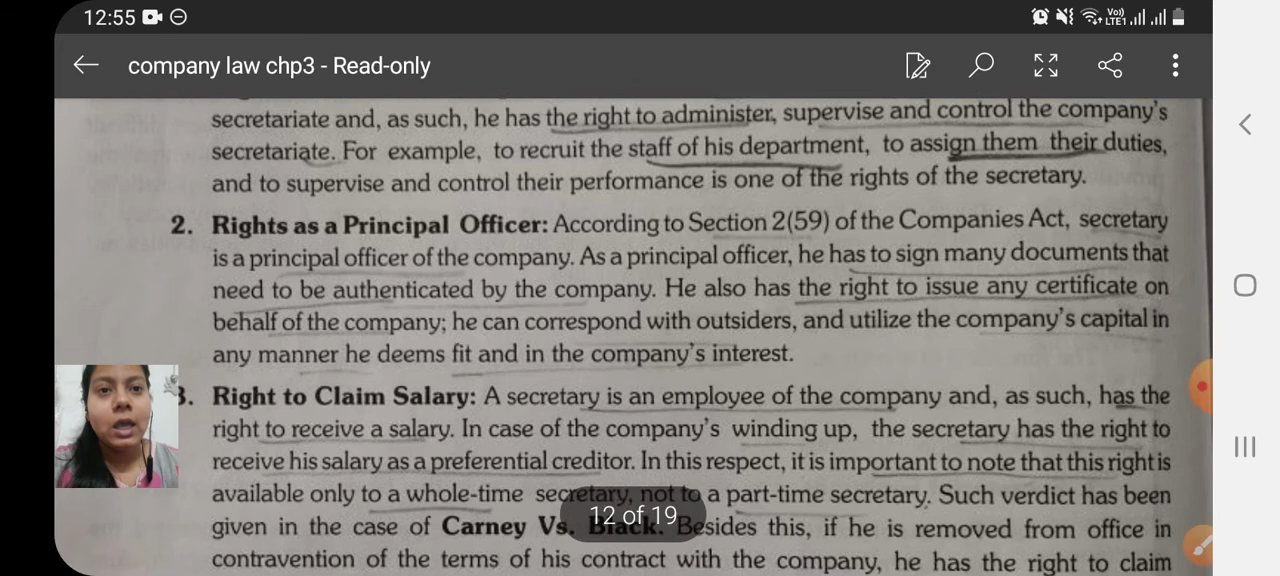 12:55
Vo)
LTE1
company law chp3 - Read-only
secretariate and, as such, he has the right to administer, supervise and control the company's
secretariate. For example, to recruit the staff of his department, to assign them their duties,
and to supervise and control their performance is one of the rights of the secretary.
2. Rights as a Principal Officer: According to Section 2(59) of the Companies Act, secretary
is a principal officer of the company. As a principal officer, he has to sign many documents that
need to be authenticated by the company. He also has the right to issue any certificate on
behalf of the company; he can correspond with outsiders, and utilize the company's capital in
any manner he deems fit and in the company's interest.
3. Right to Claim Salary: A secretary is an employee of the company and, as such, has the
right to receive a salary. In case of the company's winding up, the secretary has the right to
receive his salary as a preferential creditor. In this respect, it is important to note that this right is
available only to a whole-time secretary, not to a part-time secretary. Such verdict has been
12 of 19
given in the case of Carney Vs. Black. Besides this, if he is removed from office in
contravention of the terms of his contract with the company, he has the right to claim